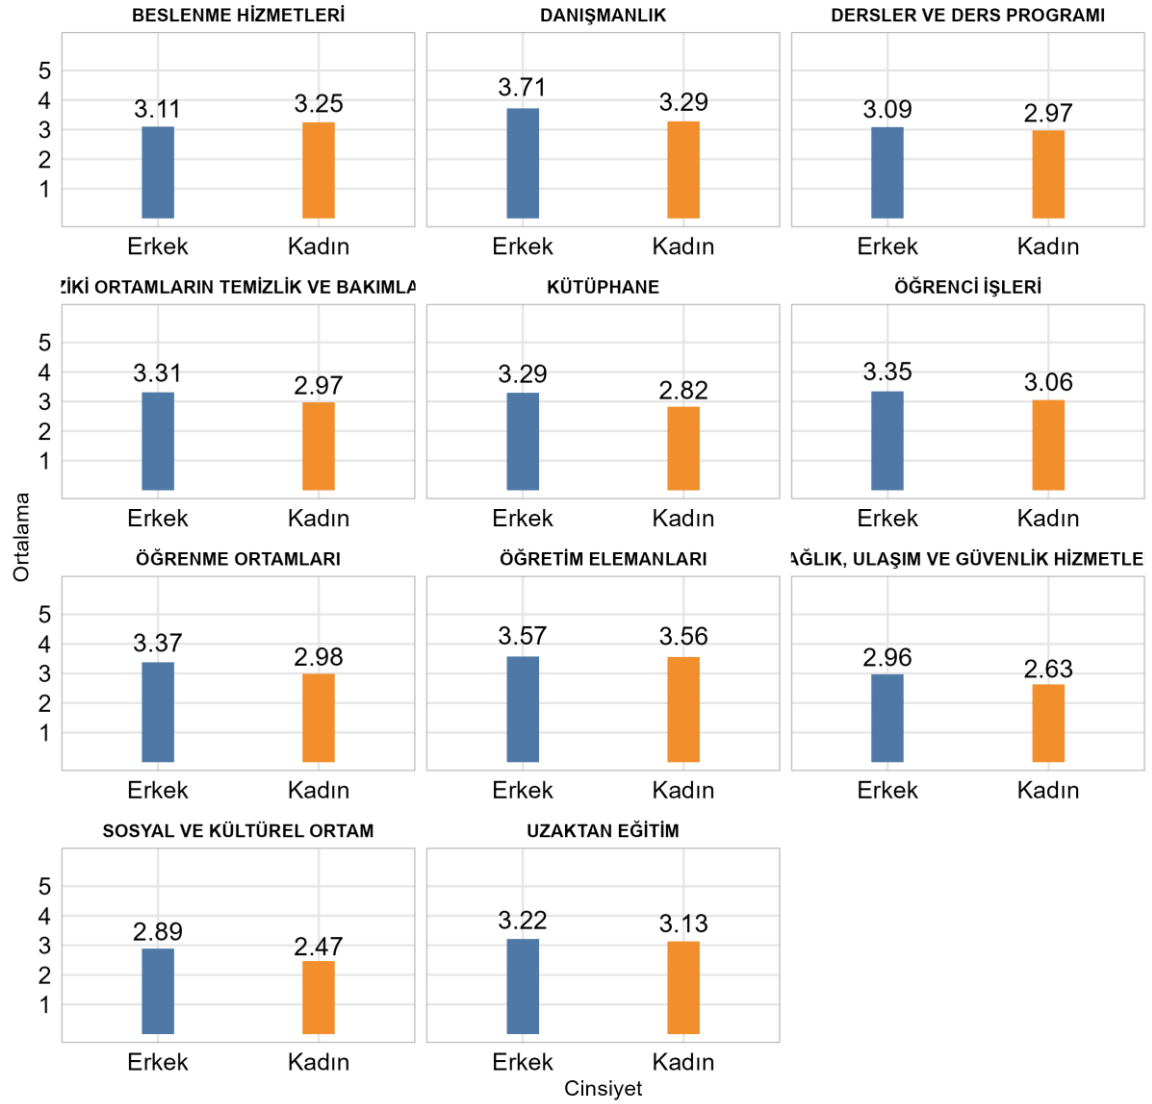 BESLENME HİZMETLERİ
5
4
3
2
1
3.11
3.25
Erkek
Kadın
DANIŞMANLIK
3.71
3.29
Erkek
Kadın
DERSLER VE DERS PROGRAMI
3.09
2.97
Erkek
Kadın
ZİKİ ORTAMLARIN TEMİZLİK VE BAKIMLA
5
4
3
2
1
3.31
2.97
Erkek
Kadın
KÜTÜPHANE
3.29
2.82
Erkek
Kadın
ÖĞRENCİ İŞLERİ
3.35
3.06
Erkek
Kadın
Ortalama
ÖĞRENME ORTAMLARI
5
4
3
2
1
3.37
2.98
Erkek
Kadın
ÖĞRETİM ELEMANLARI
3.57
3.56
Erkek
Kadın
AĞLIK, ULAŞIM VE GÜVENLİK HİZMETLE
2.96
2.63
Erkek
Kadın
SOSYAL VE KÜLTÜREL ORTAM
5
4
3
2
1
2.89
2.47
Erkek
Kadın
UZAKTAN EĞİTİM
3.22
3.13
Erkek
Kadın
Cinsiyet